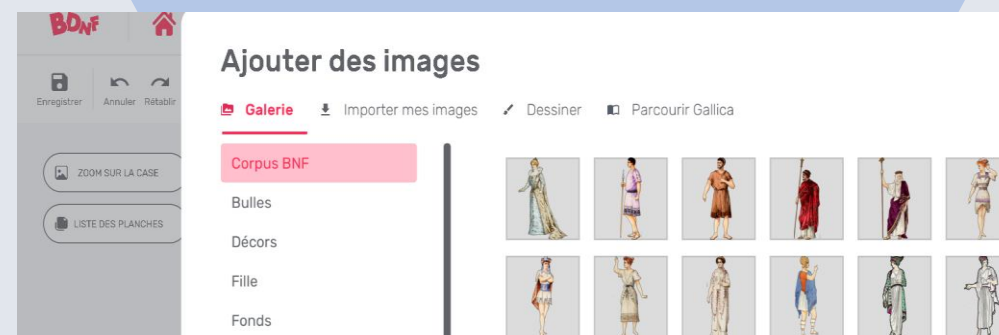 BDnF
Ajouter des images
Enregistrer Annuler Rétablir
Galerie Importer mes images Dessiner Parcourir Gallica
ZOOM SUR LA CASE
LISTE DES PLANCHES
Corpus BNF
Bulles
Décors
Fille
Fonds